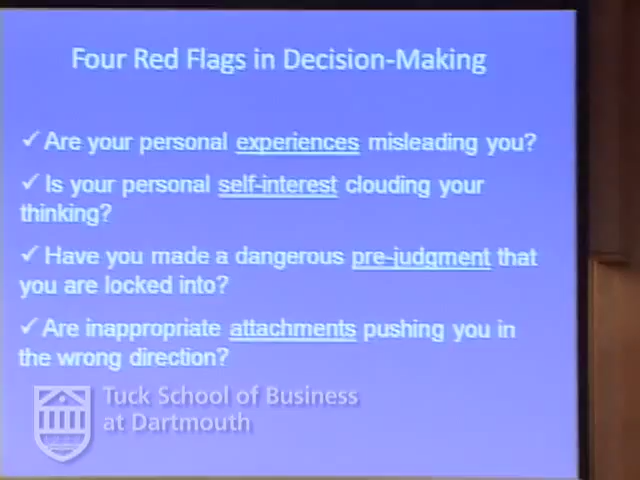 Four Red Flags in Decision-Making
✓ Are your personal experiences misleading you?
✓ Is your personal self-interest clouding your
thinking?
✓ Have you made a dangerous pre-judgment that
you are locked into?
✓ Are inappropriate attachments pushing you in
the wrong direction?
Tuck School of Business
at Dartmouth